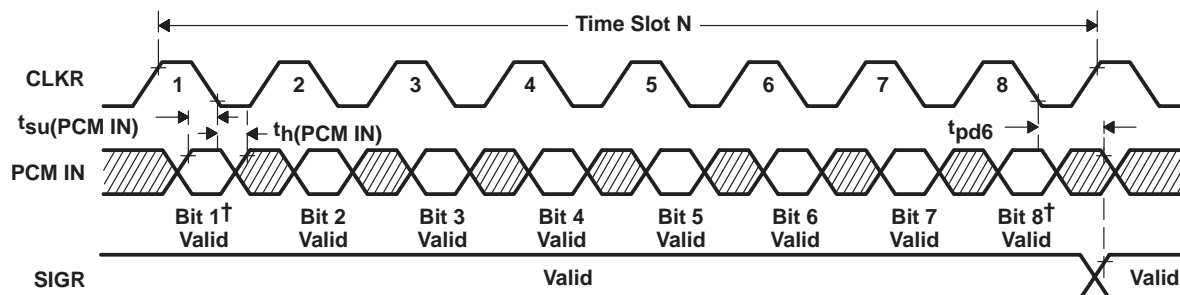 Time Slot N
CLKR
1 2 3 4 5 6 7 8
tsu(PCM IN)
th(PCM IN)
tpd6
PCM IN
Bit 1† Bit 2 Bit 3 Bit 4 Bit 5 Bit 6 Bit 7 Bit 8†
Valid Valid Valid Valid Valid Valid Valid Valid
SIGR Valid Valid